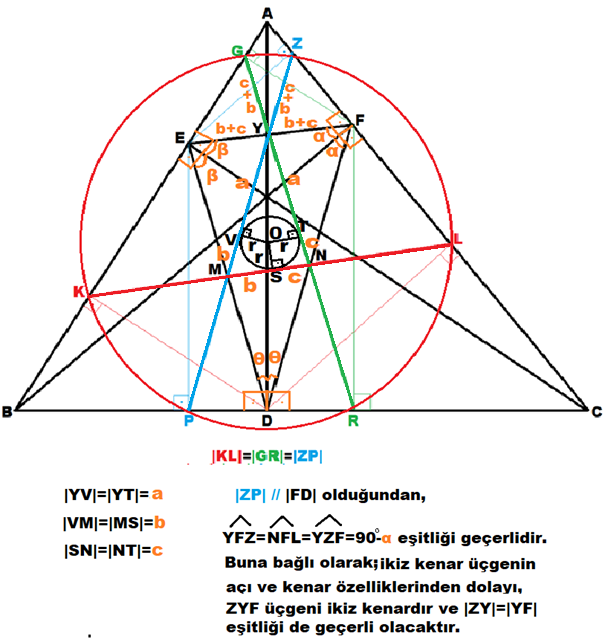 A
G
Z
c
+
b
c
+
b
b+c
Y
b+c
F
E
β
β
α
α
a
a
V
O
T
r
r
r
b
M
S
N
c
b
c
L
K
θ
θ
B
P
D
R
C
|KL|=|GR|=|ZP|
|YV|=|YT|= a
|VM|=|MS|= b
|SN|=|NT|= c
|ZP| // |FD| olduğundan,
YFZ=NFL=YZF=90°-α eşitliği geçerlidir.
Buna bağlı olarak; ikiz kenar üçgenin
açı ve kenar özelliklerinden dolayı,
ZYF üçgeni ikiz kenardır ve |ZY|=|YF|
eşitliği de geçerli olacaktır.